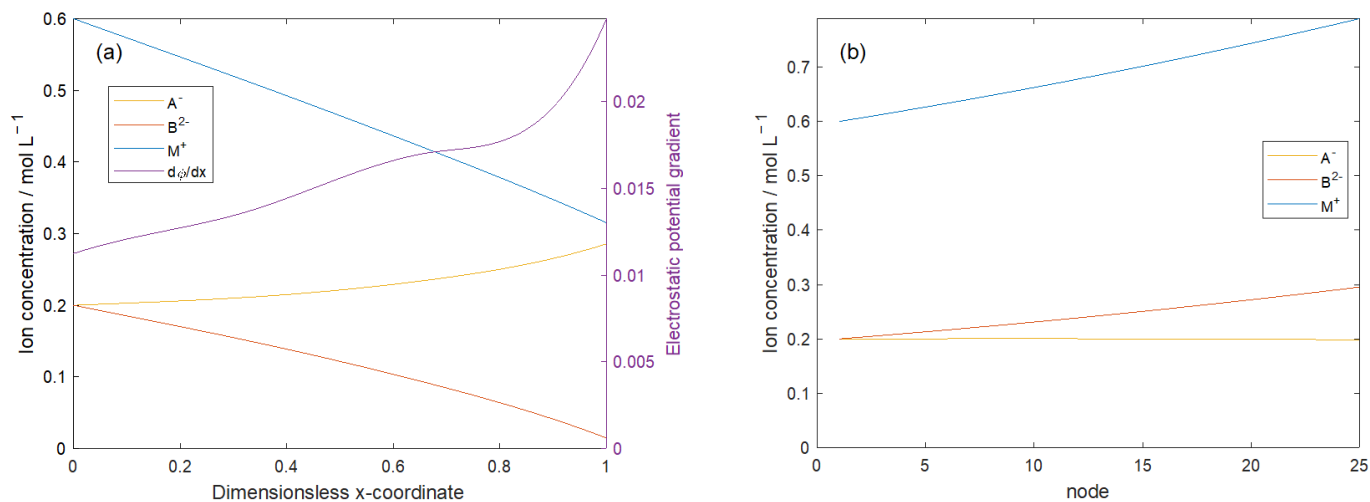 (a)
A⁻
B²⁻
M⁺
dφ/dx
0.6
0.5
0.4
0.3
0.2
0.1
0
Ion concentration / mol L⁻¹
0 0.2 0.4 0.6 0.8 1
Dimensionless x-coordinate
0.02
0.015
0.01
0.005
0
Electrostatic potential gradient
(b)
A⁻
B²⁻
M⁺
0.7
0.6
0.5
0.4
0.3
0.2
0.1
0
Ion concentration / mol L⁻¹
0 5 10 15 20 25
node